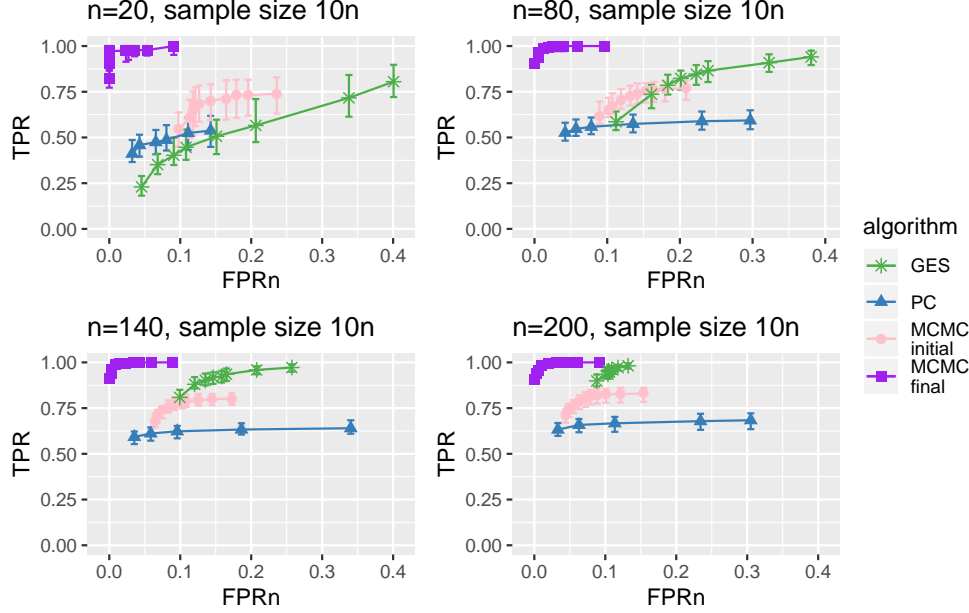 n=20, sample size 10n
n=80, sample size 10n
TPR
1.00
0.75
0.50
0.25
0.00
0.0 0.1 0.2 0.3 0.4
FPRn
TPR
1.00
0.75
0.50
0.25
0.00
0.0 0.1 0.2 0.3 0.4
FPRn
n=140, sample size 10n
n=200, sample size 10n
TPR
1.00
0.75
0.50
0.25
0.00
0.0 0.1 0.2 0.3 0.4
FPRn
TPR
1.00
0.75
0.50
0.25
0.00
0.0 0.1 0.2 0.3 0.4
FPRn
algorithm
GES
PC
MCMC
initial
MCMC
final